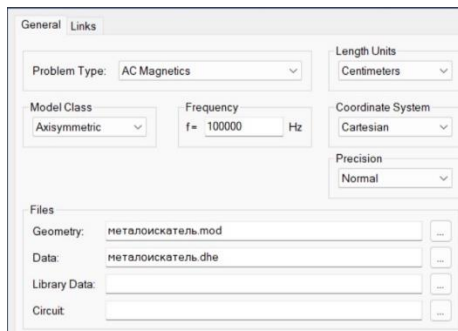 General Links
Length Units
Problem Type: AC Magnetics Centimeters
Model Class Frequency Coordinate System
Axisymmetric f= 100000 Hz Cartesian
Precision
Normal
Files
Geometry: металоискатель.mod ...
Data: металоискатель.dhe ...
Library Data: ...
Circuit: ...